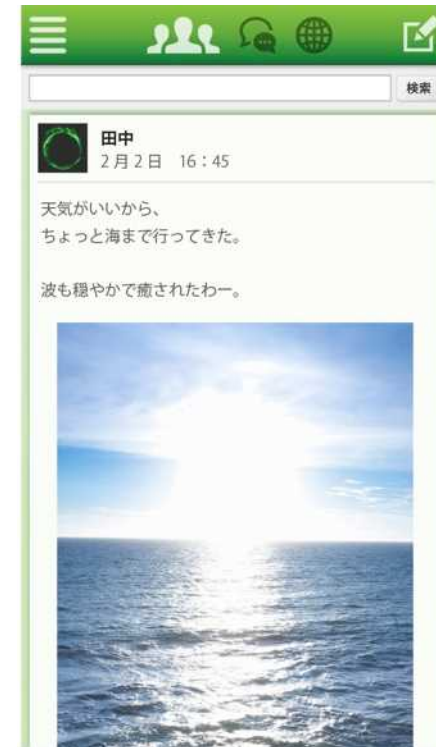 検索
田中
2月2日　16：45
天気がいいから、
ちょっと海まで行ってきた。
波も穏やかで癒されたわー。